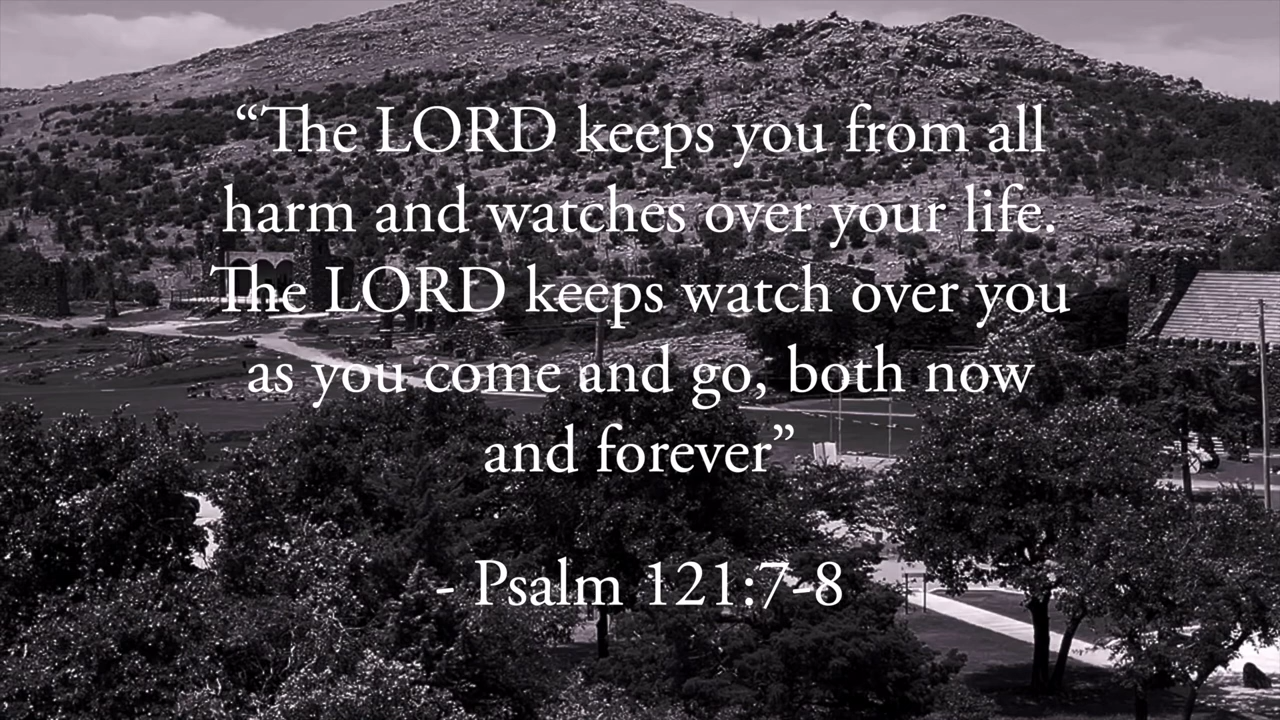 “The LORD keeps you from all
harm and watches over your life.
The LORD keeps watch over you
as you come and go, both now
and forever”
- Psalm 121:7-8